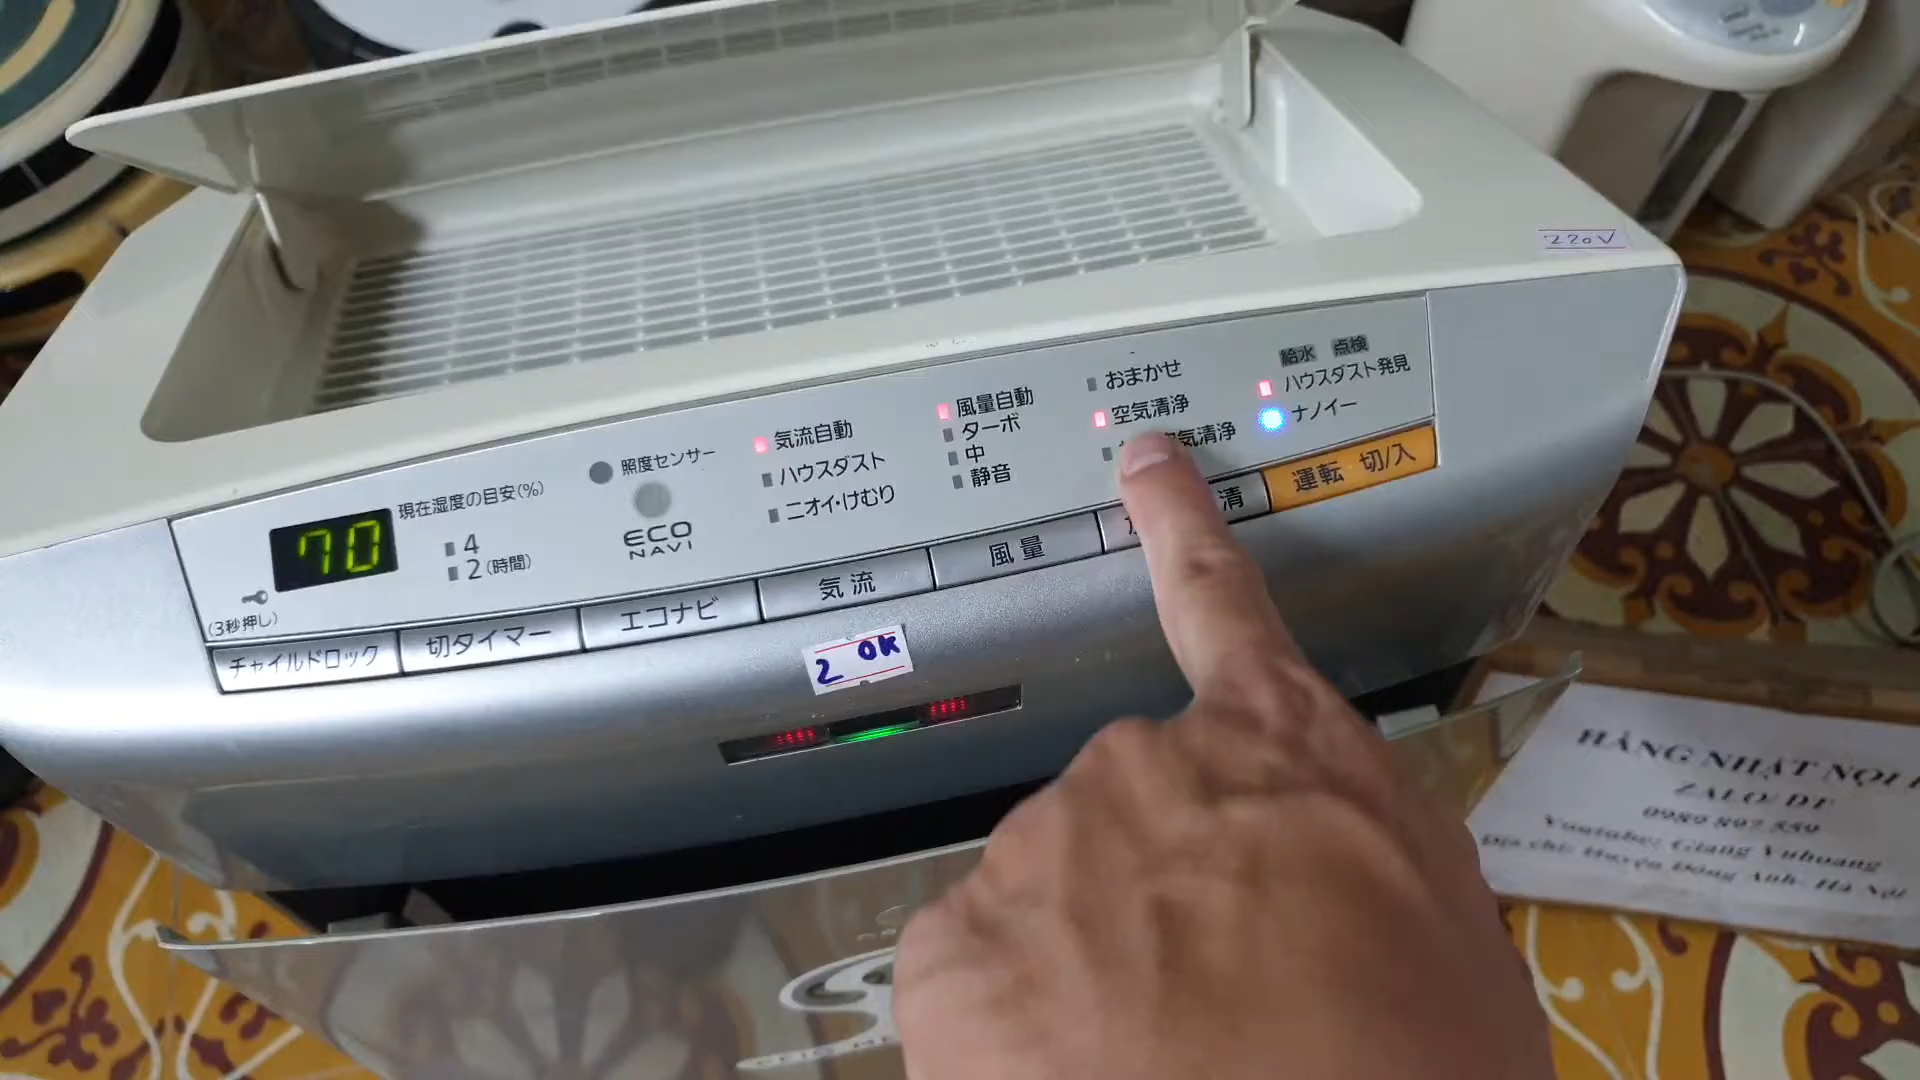 220V
給水 点検
ハウスダスト発見
ナノイー
おまかせ
空気清浄
空気清浄
風量自動
ターボ
中
静音
気流自動
ハウスダスト
ニオイ・けむり
照度センサー
ECO
NAVI
現在湿度の目安(%)
70
4
2(時間)
(3秒押し)
チャイルドロック
切タイマー
エコナビ
気流
風量
清
運転 切/入
2 OK
HÀNG NHẬT NỘI
ZALO/ĐT
0989 897 559
Youtube: Giang Vuhoang
Địa chỉ: Huyện Đông Anh- Hà Nội